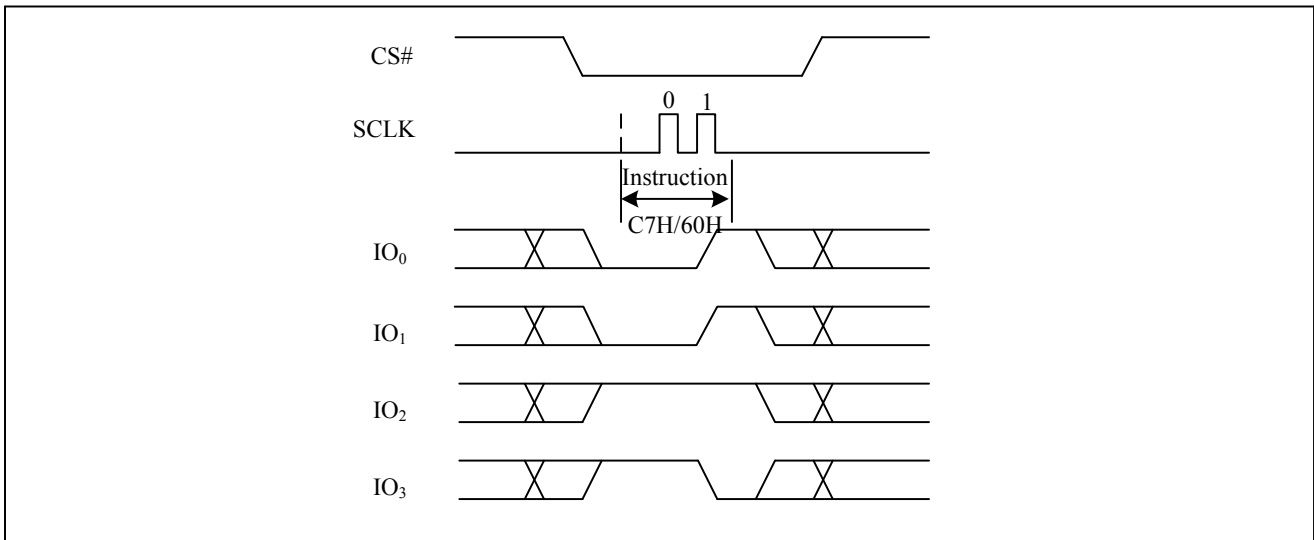 CS#
0 1
SCLK
Instruction
C7H/60H
IO0
IO1
IO2
IO3